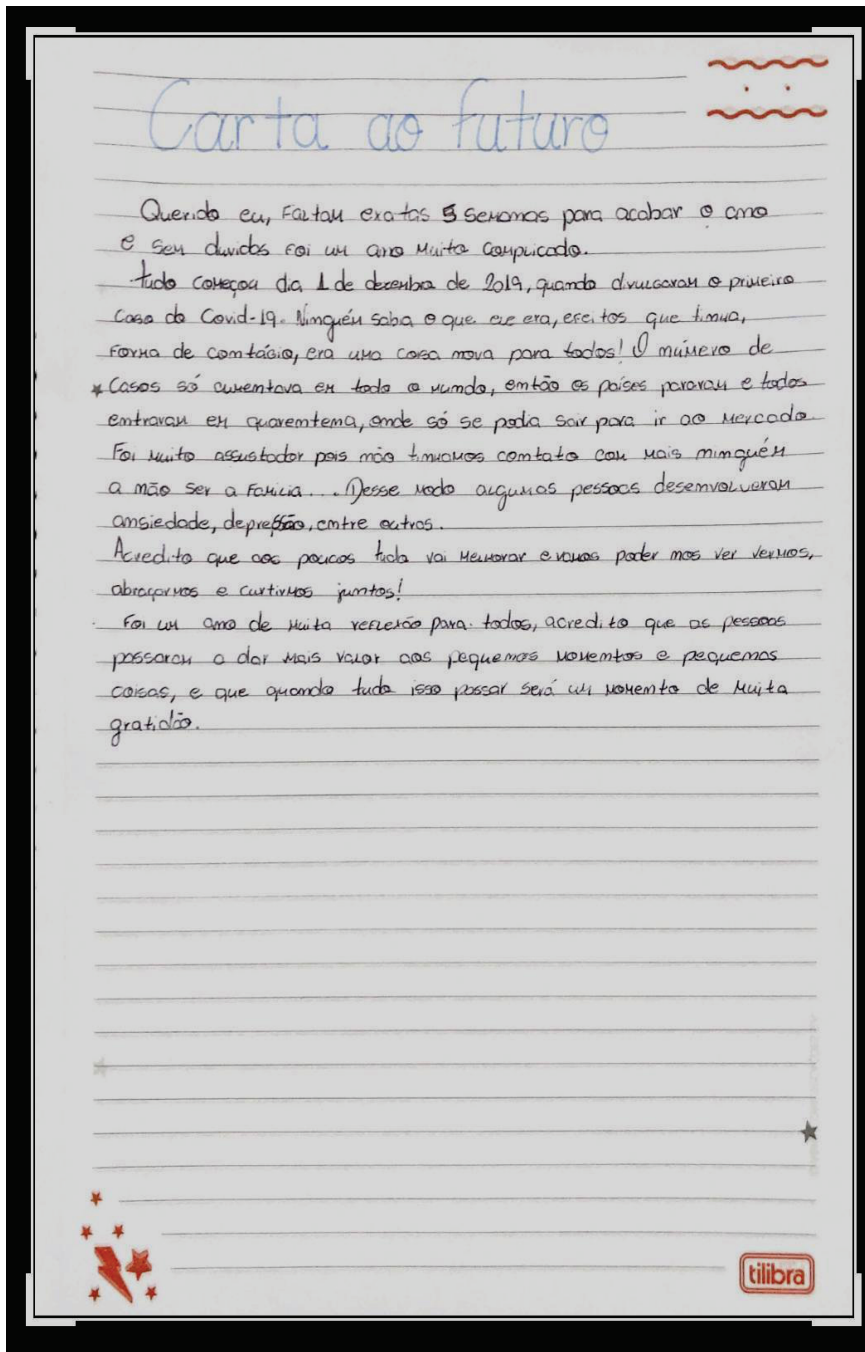 Carta ao futuro
Querido eu, Faltam exatas 5 semanas para acabar o ano
e sem duvidas foi um ano muito complicado.
tudo começou dia 1 de dezembro de 2019, quando divulgaram o primeiro
caso do Covid-19. Ninguém sabia o que ele era, efeitos que tinha,
forma de contágio, era uma coisa nova para todos! O número de
casos só aumentava em todo o mundo, então os países pararam e todos
entraram em quarentena, onde só se podia sair para ir ao mercado.
Foi muito assustador pois não tinhamos contato com mais ninguém
a não ser a família... Desse modo algumas pessoas desenvolveram
ansiedade, depressão, entre outros.
Acredito que aos poucos tudo vai melhorar e vamos poder nos ver vermos,
abraçarmos e curtirmos juntos!
Foi um ano de muita reflexão para todos, acredito que as pessoas
passaram a dar mais valor aos pequenos momentos e pequenas
coisas, e que quando tudo isso passar será um momento de muita
gratidão.
tilibra